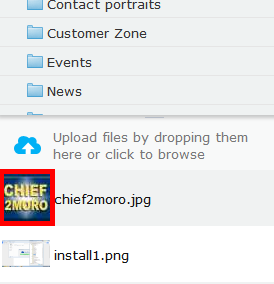 Contact portraits
Customer Zone
Events
News
Upload files by dropping them
here or click to browse
CHIEF
2MORO
chief2moro.jpg
install1.png